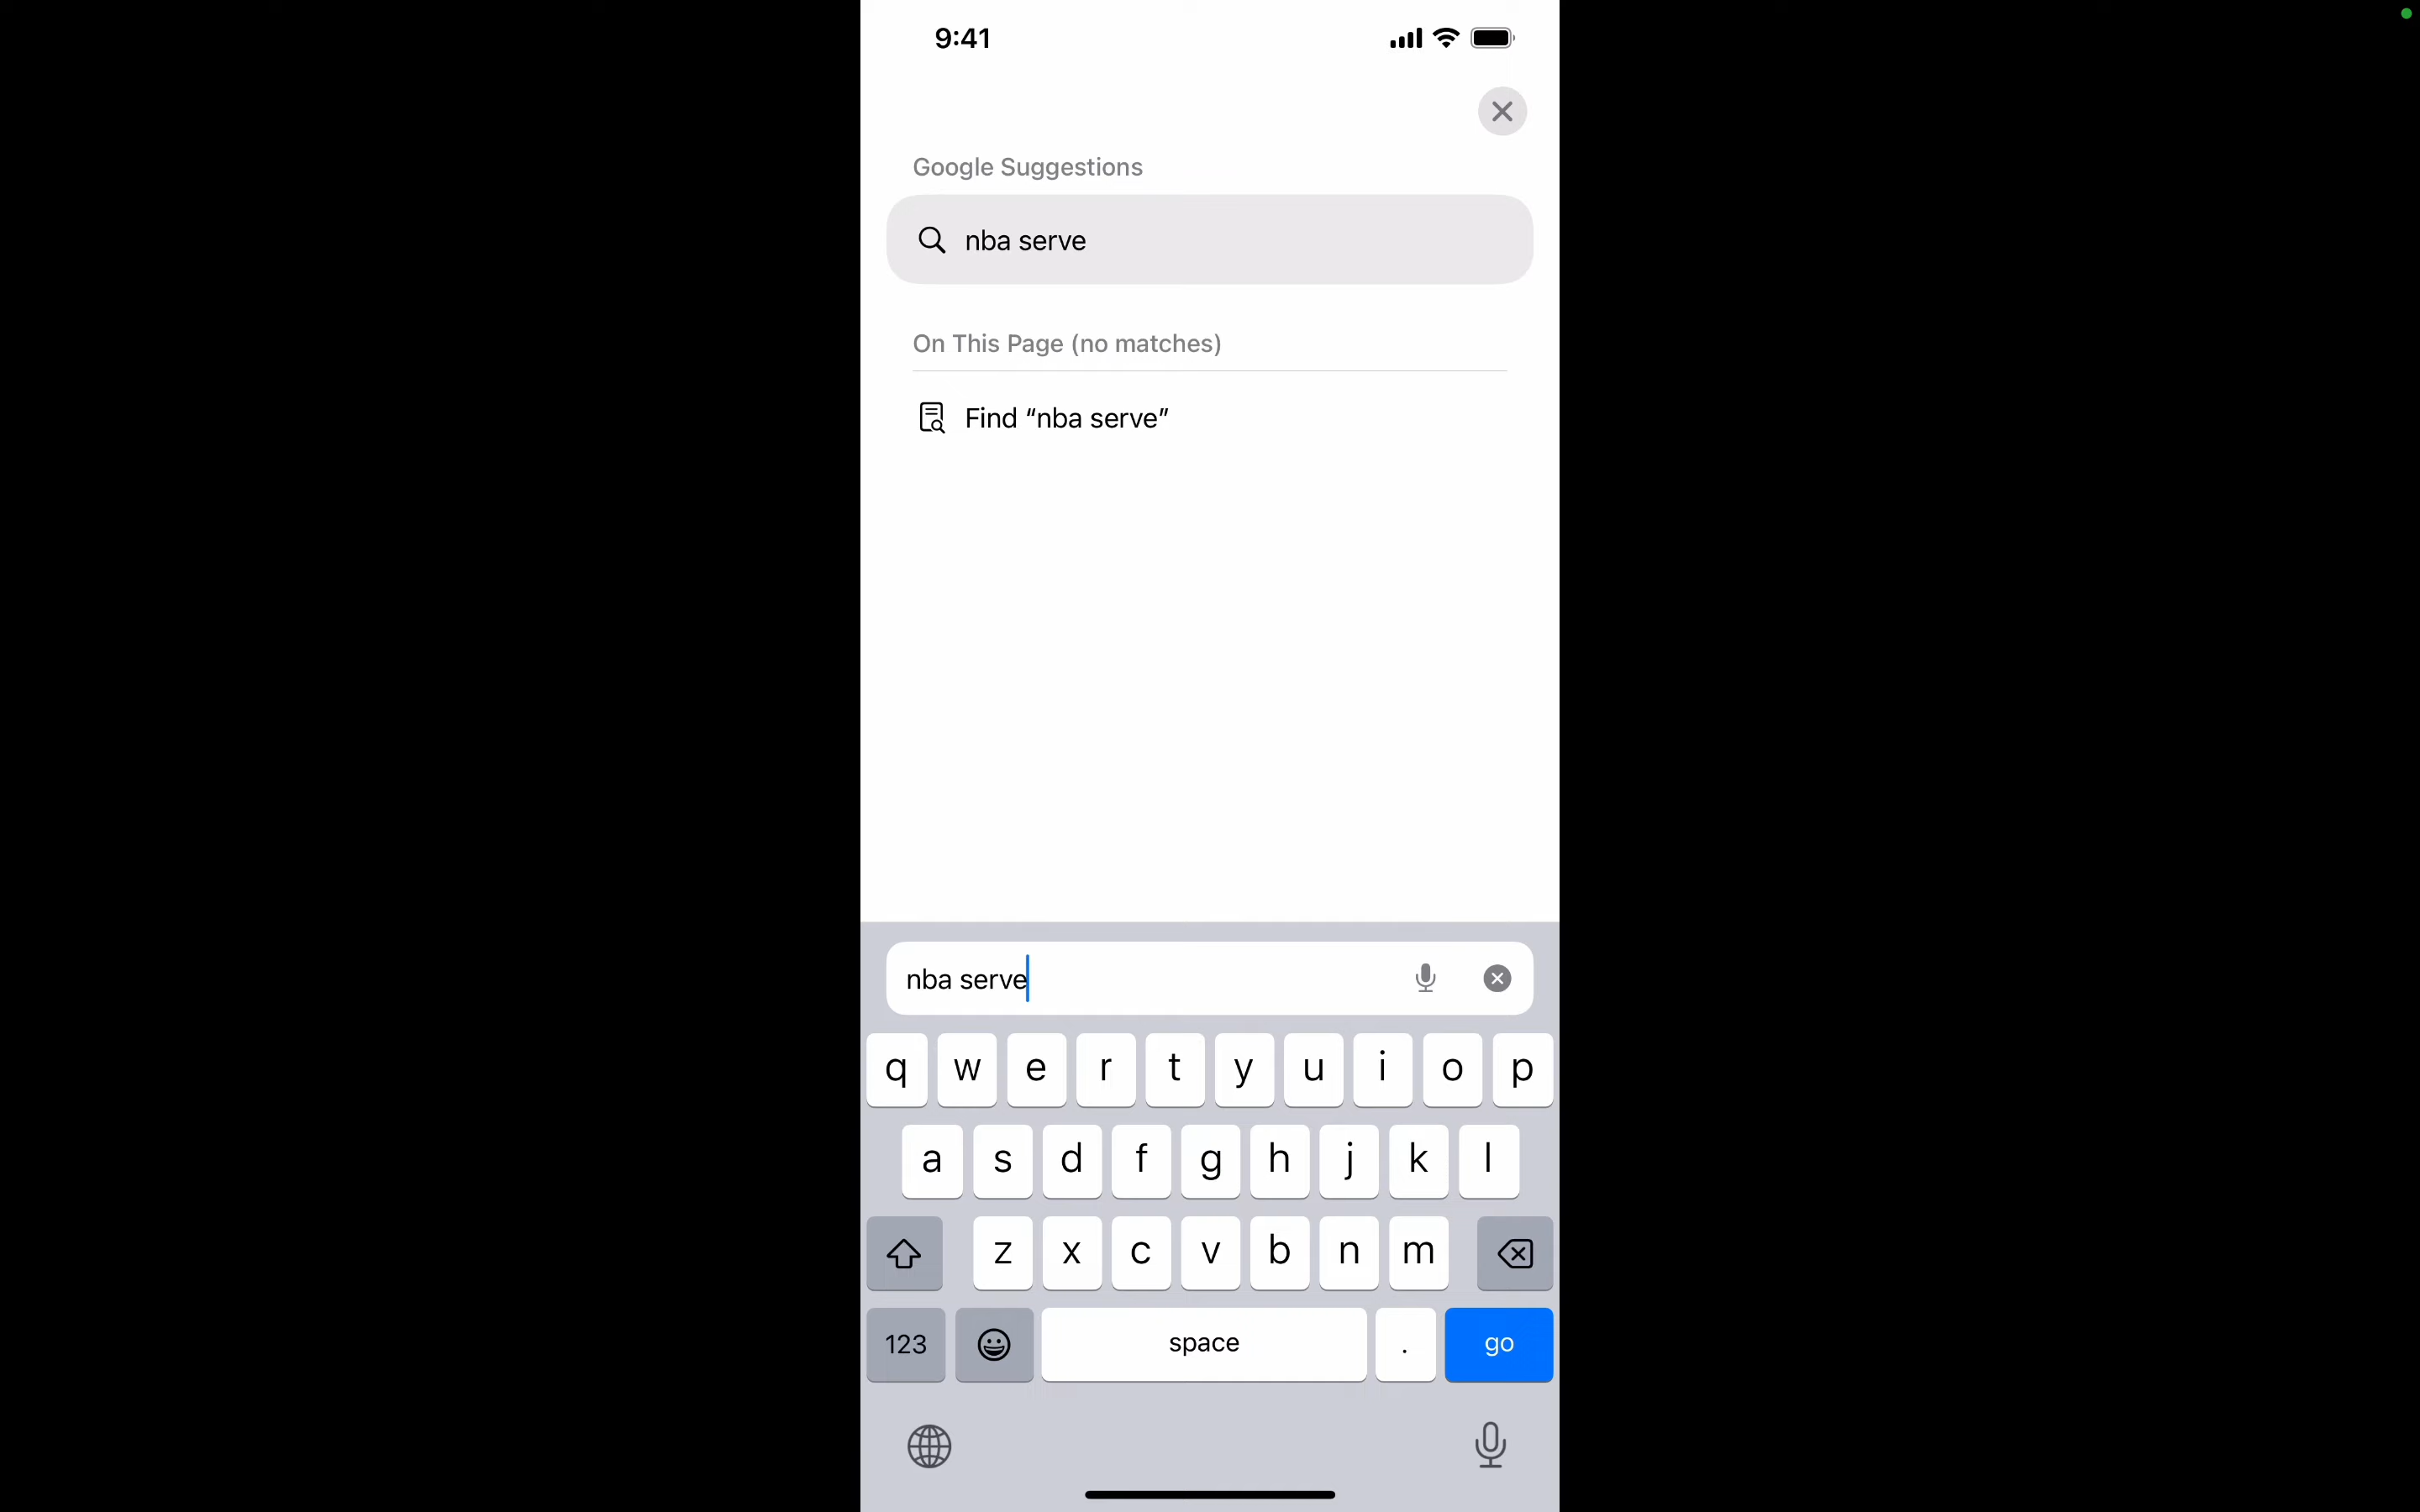 9:41
Google Suggestions
nba serve
On This Page (no matches)
Find “nba serve”
nba serve
q w e r t y u i o p
a s d f g h j k l
z x c v b n m
123 space . go